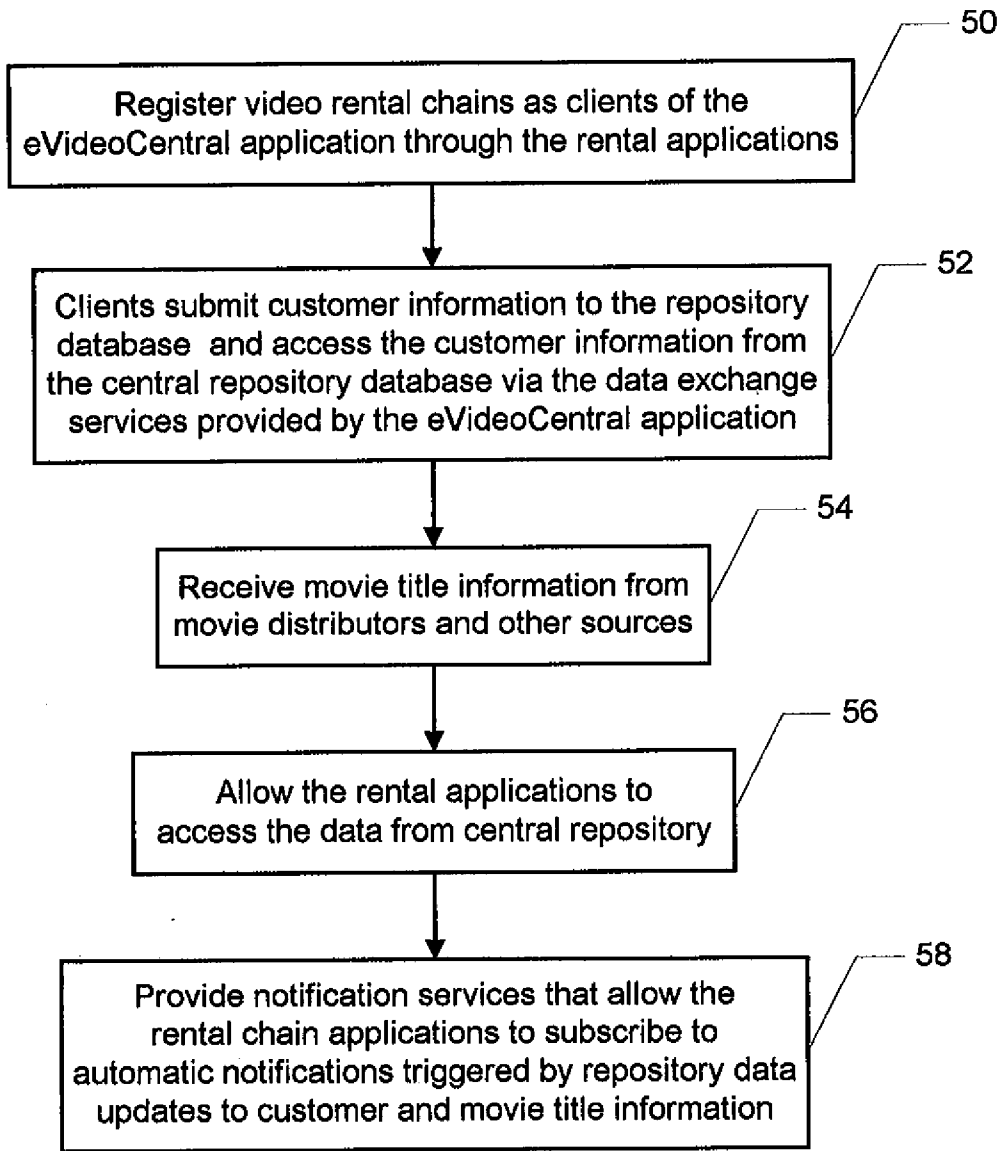 50
Register video rental chains as clients of the
eVideoCentral application through the rental applications
52
Clients submit customer information to the repository
database and access the customer information from
the central repository database via the data exchange
services provided by the eVideoCentral application
54
Receive movie title information from
movie distributors and other sources
56
Allow the rental applications to
access the data from central repository
58
Provide notification services that allow the
rental chain applications to subscribe to
automatic notifications triggered by repository data
updates to customer and movie title information